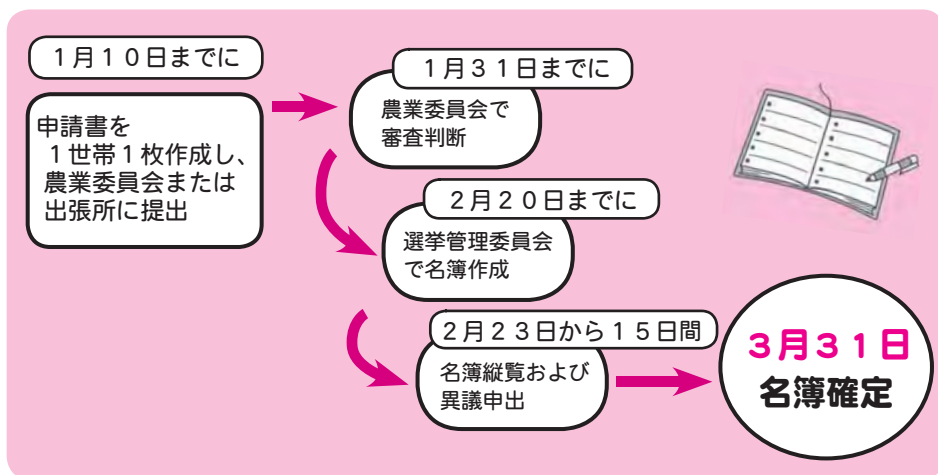 1月10日までに
申請書を
1世帯1枚作成し、
農業委員会または
出張所に提出
1月31日までに
農業委員会で
審査判断
2月20日までに
選挙管理委員会
で名簿作成
2月23日から15日間
名簿縦覧および
異議申出
3月31日
名簿確定